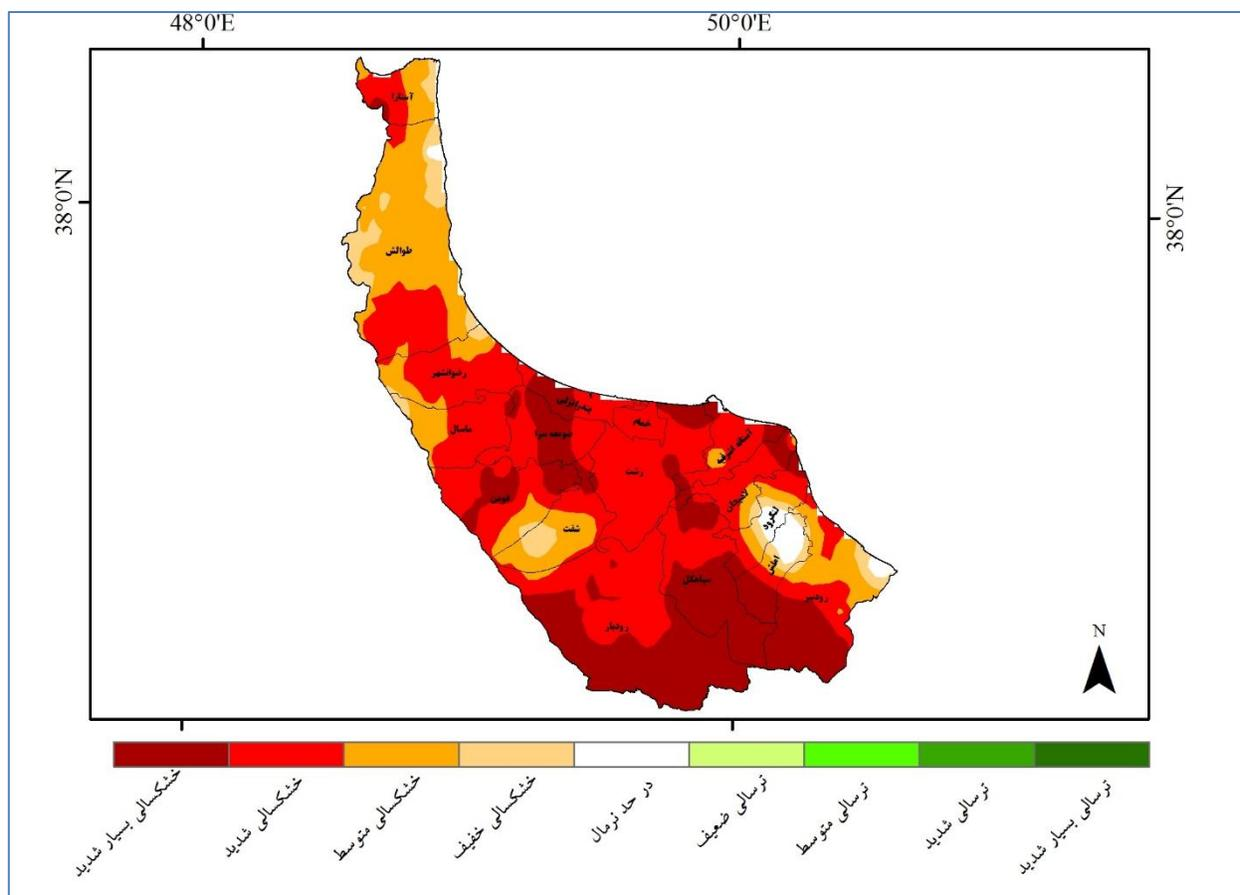 48°0'E 50°0'E
38°0'N 38°0'N
آستارا
طوالش
رضوانشهر
ماسال
بندرانزلی
صومعه سرا
خمام
آستانه اشرفیه
رشت
فومن
شفت
لاهیجان
لنگرود
املش
سیاهکل
رودسر
رودبار
N
خشکسالی بسیار شدید
خشکسالی شدید
خشکسالی متوسط
خشکسالی خفیف
در حد نرمال
ترسالی ضعیف
ترسالی متوسط
ترسالی شدید
ترسالی بسیار شدید